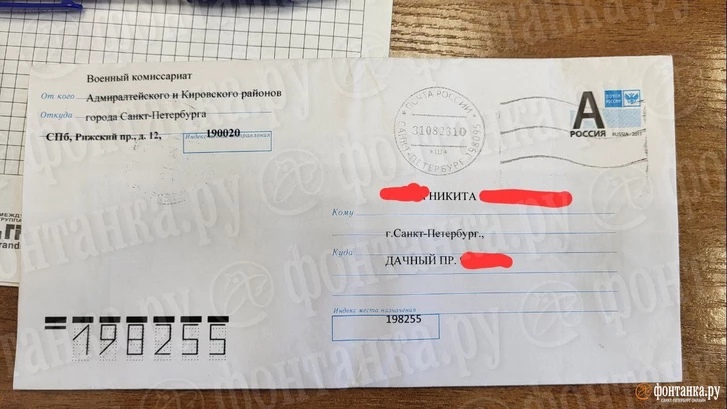 Военный комиссариат
От кого Адмиралтейского и Кировского районов
Откуда города Санкт-Петербурга
СПб, Рижский пр., д. 12, 190020
ПОЧТА РОССИИ
3108231О
САНКТ-ПЕТЕРБУРГ
А
РОССИЯ
НИКИТА
Кому
г.Санкт-Петербург.,
Куда
ДАЧНЫЙ ПР.
Индекс места назначения
198255
198255
фонтанка.ру